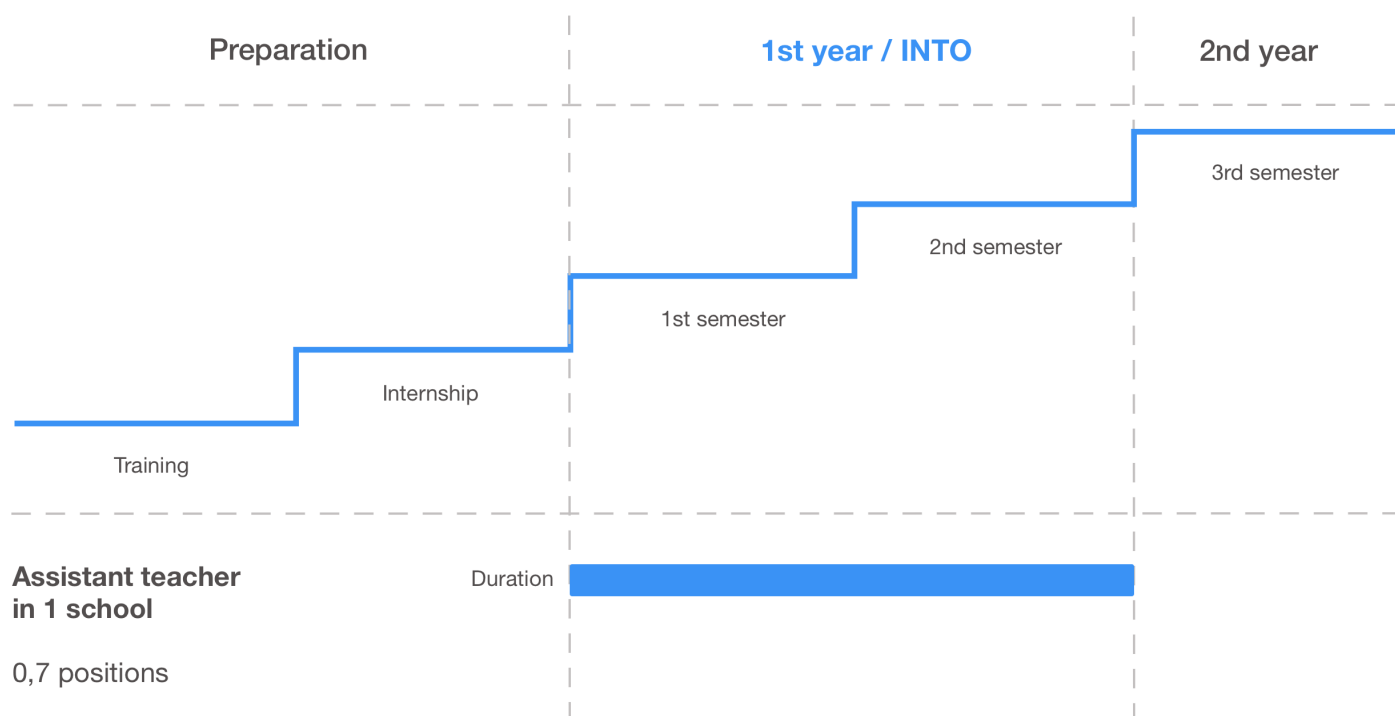 Preparation
1st year / INTO
2nd year
3rd semester
2nd semester
1st semester
Internship
Training
Assistant teacher
in 1 school
Duration
0,7 positions